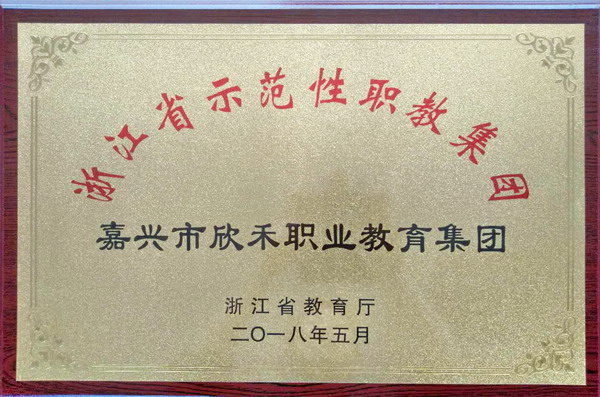 浙江省示范性职教集团
嘉兴市欣禾职业教育集团
浙江省教育厅
二〇一八年五月